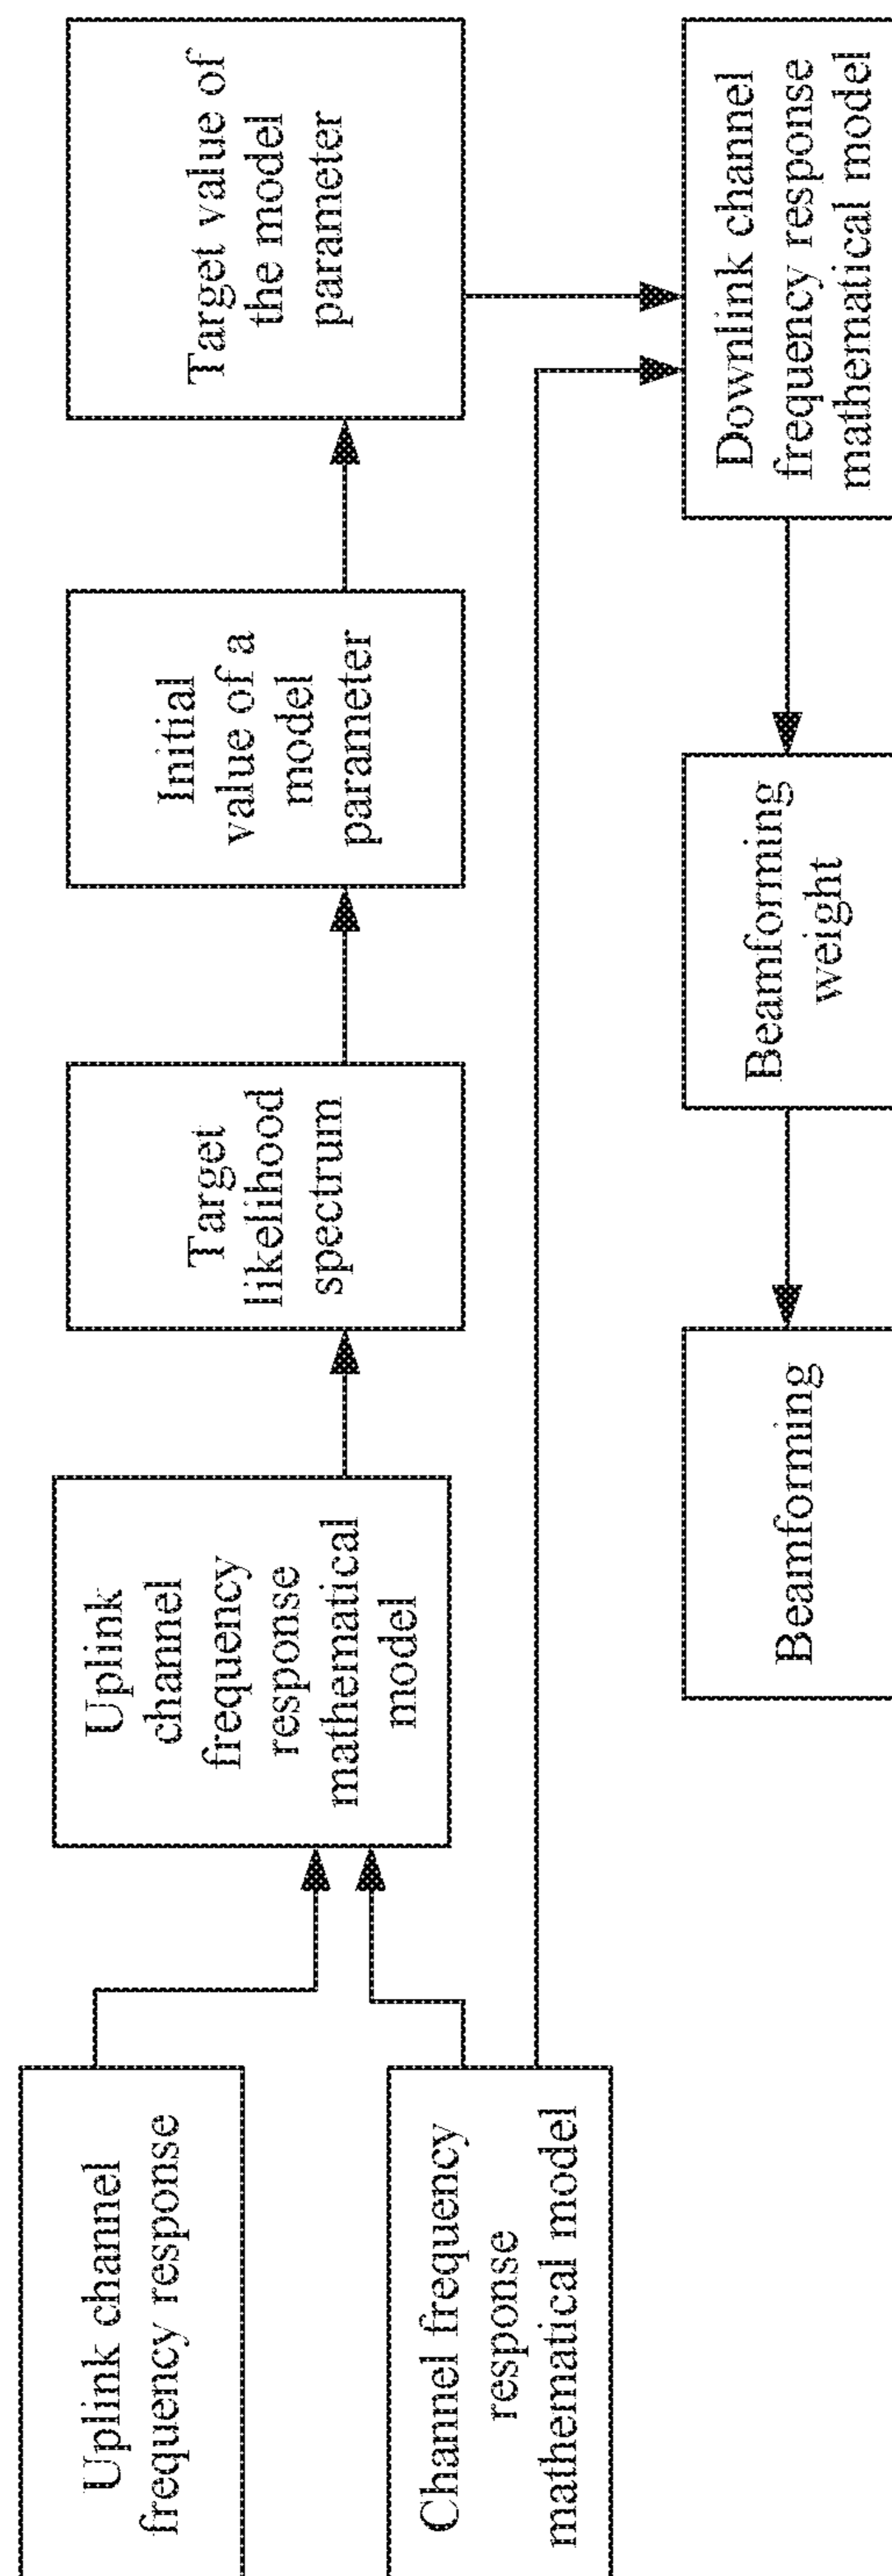 Uplink channel
frequency response
Channel frequency
response
mathematical model
Uplink
channel
frequency
response
mathematical
model
Target
likelihood
spectrum
Initial
value of a
model
parameter
Target value of
the model
parameter
Downlink channel
frequency response
mathematical model
Beamforming
weight
Beamforming